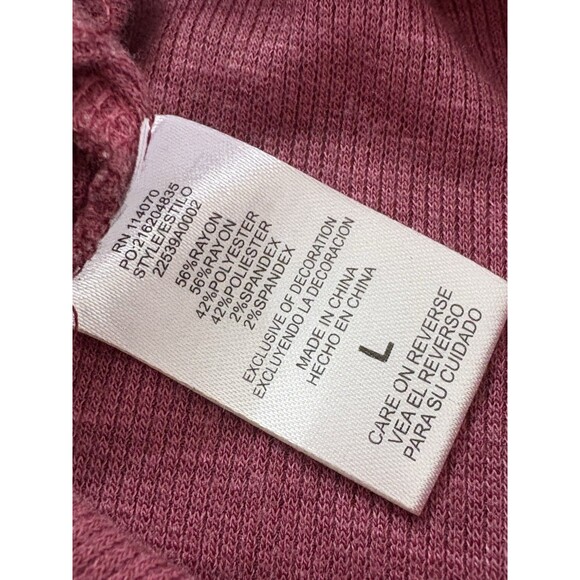 RN 114070
PO:216204835
STYLE/ESTILO
22539A0002
56%RAYON
56%RAYON
42%POLYESTER
42%POLIESTER
2%SPANDEX
2%SPANDEX
EXCLUSIVE OF DECORATION
EXCLUYENDO LA DECORACION
MADE IN CHINA
HECHO EN CHINA
L
CARE ON REVERSE
VEA EL REVERSO
PARA SU CUIDADO